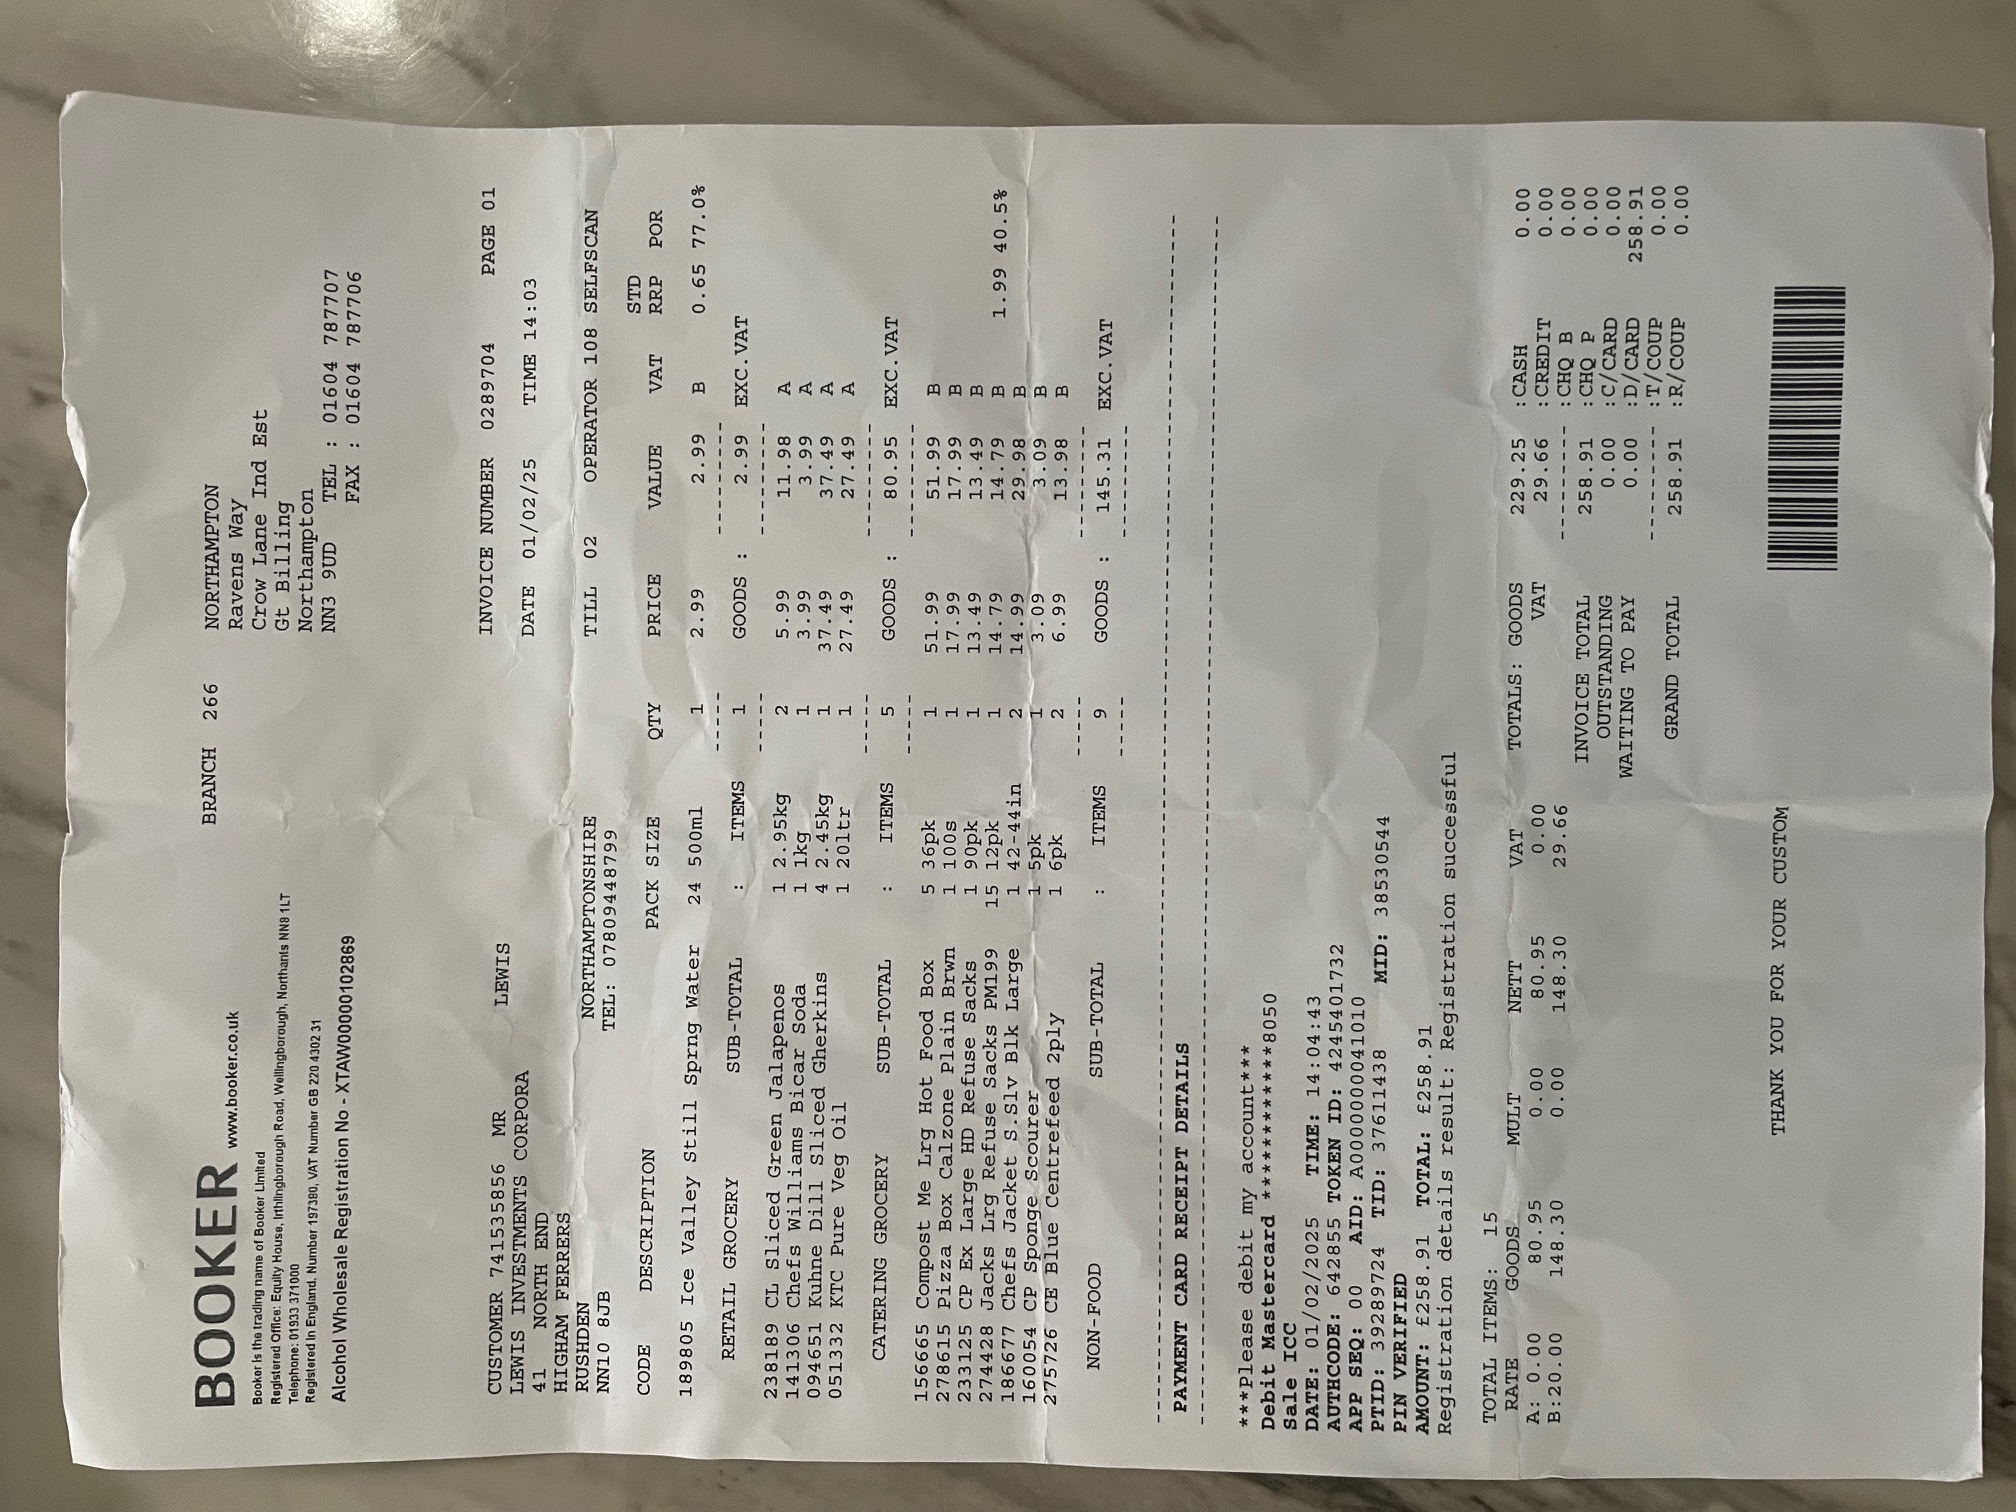 BOOKER www.booker.co.uk
Booker is the trading name of Booker Limited
Registered Office: Equity House, Irthlingborough Road, Wellingborough, Northants NN8 1LT
Telephone: 01933 371000
Registered in England, Number 197380, VAT Number GB 220 4302 31
Alcohol Wholesale Registration No - XTAW00000102869
BRANCH 266 NORTHAMPTON
Ravens Way
Crow Lane Ind Est
Gt Billing
Northampton
NN3 9UD TEL : 01604 787707
FAX : 01604 787706
CUSTOMER 741535856 MR LEWIS
LEWIS INVESTMENTS CORPORA
41 NORTH END
HIGHAM FERRERS
RUSHDEN NORTHAMPTONSHIRE
NN10 8JB TEL: 07809448799
INVOICE NUMBER 0289704 PAGE 01
DATE 01/02/25 TIME 14:03
TILL 02 OPERATOR 108 SELFSCAN
CODE DESCRIPTION PACK SIZE QTY PRICE VALUE VAT STD RRP POR
189805 Ice Valley Still Sprng Water 24 500ml 1 2.99 2.99 B 0.65 77.0%
RETAIL GROCERY SUB-TOTAL : ITEMS 1 GOODS : 2.99 EXC.VAT
238189 CL Sliced Green Jalapenos 1 2.95kg 2 5.99 11.98 A
141306 Chefs Williams Bicar Soda 1 1kg 1 3.99 3.99 A
094651 Kuhne Dill Sliced Gherkins 4 2.45kg 1 37.49 37.49 A
051332 KTC Pure Veg Oil 1 20ltr 1 27.49 27.49 A
CATERING GROCERY SUB-TOTAL : ITEMS 5 GOODS : 80.95 EXC.VAT
156665 Compost Me Lrg Hot Food Box 5 36pk 1 51.99 51.99 B
278615 Pizza Box Calzone Plain Brwn 1 100s 1 17.99 17.99 B
233125 CP Ex Large HD Refuse Sacks 1 90pk 1 13.49 13.49 B
274428 Jacks Lrg Refuse Sacks PM199 15 12pk 1 14.79 14.79 B 1.99 40.5%
186677 Chefs Jacket S.Slv Blk Large 1 42-44in 2 14.99 29.98 B
160054 CP Sponge Scourer 1 5pk 1 3.09 3.09 B
275726 CE Blue Centrefeed 2ply 1 6pk 2 6.99 13.98 B
NON-FOOD SUB-TOTAL : ITEMS 9 GOODS : 145.31 EXC.VAT
PAYMENT CARD RECEIPT DETAILS
***Please debit my account***
Debit Mastercard ************8050
Sale ICC
DATE: 01/02/2025 TIME: 14:04:43
AUTHCODE: 642855 TOKEN ID: 4245401732
APP SEQ: 00 AID: A0000000041010
PTID: 39289724 TID: 37611438 MID: 38530544
PIN VERIFIED
AMOUNT: £258.91 TOTAL: £258.91
Registration details result: Registration successful
TOTAL ITEMS: 15
RATE GOODS MULT NETT VAT
A: 0.00 80.95 0.00 80.95 0.00
B:20.00 148.30 0.00 148.30 29.66
TOTALS: GOODS 229.25 :CASH 0.00
VAT 29.66 :CREDIT 0.00
--------- :CHQ B 0.00
INVOICE TOTAL 258.91 :CHQ P 0.00
OUTSTANDING 0.00 :C/CARD 0.00
WAITING TO PAY 0.00 :D/CARD 258.91
--------- :T/COUP 0.00
GRAND TOTAL 258.91 :R/COUP 0.00
THANK YOU FOR YOUR CUSTOM